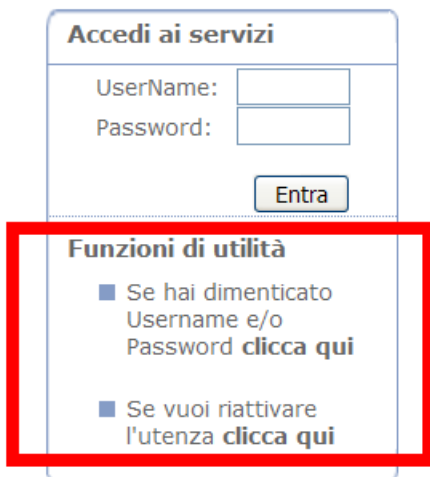 Accedi ai servizi
UserName:
Password:
Entra
Funzioni di utilità
Se hai dimenticato
Username e/o
Password clicca qui
Se vuoi riattivare
l'utenza clicca qui